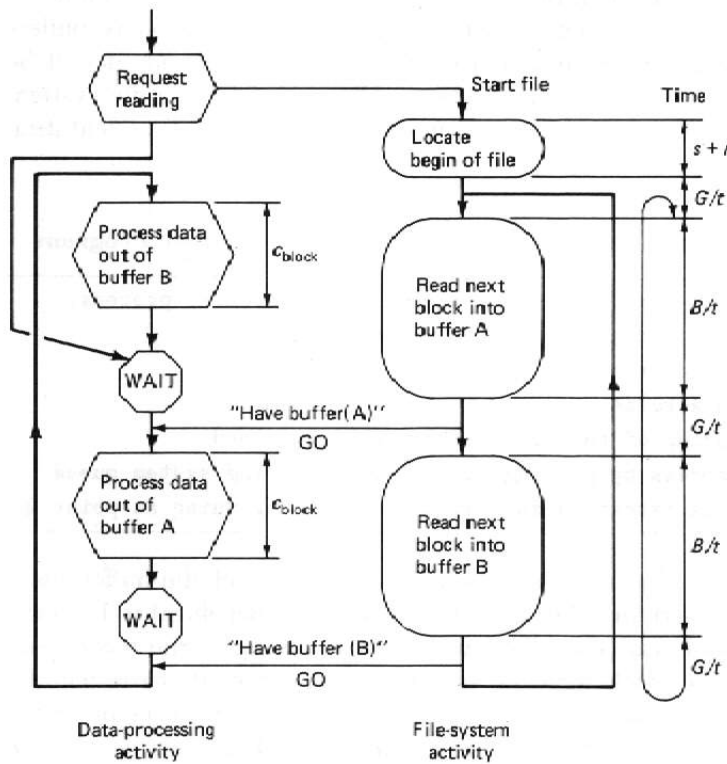 Request
reading
Start file
Time
Locate
begin of file
s +
G/t
Process data
out of
buffer B
c block
Read next
block into
buffer A
B/t
WAIT
"Have buffer(A)"
GO
G/t
Process data
out of
buffer A
c block
Read next
block into
buffer B
B/t
WAIT
"Have buffer (B)"
GO
G/t
Data-processing
activity
File-system
activity